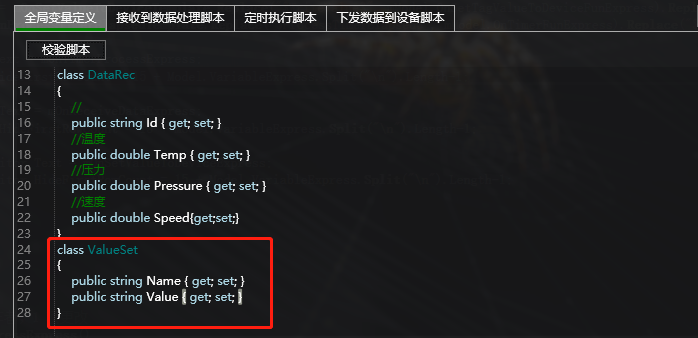 全局变量定义 接收到数据处理脚本 定时执行脚本 下发数据到设备脚本
校验脚本
13 class DataRec
14 {
15 //
16 public string Id { get; set; }
17 //温度
18 public double Temp { get; set; }
19 //压力
20 public double Pressure { get; set; }
21 //速度
22 public double Speed{get;set;}
23 }
24 class ValueSet
25 {
26 public string Name { get; set; }
27 public string Value { get; set; }
28 }